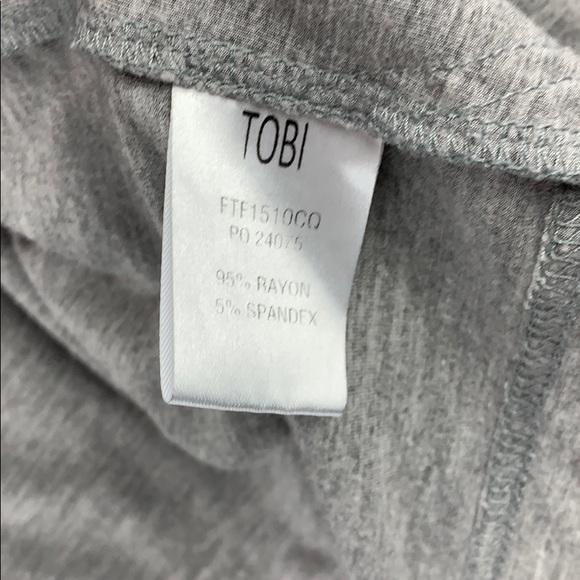 TOBI
FTF1510CO
PO 24075
95% RAYON
5% SPANDEX